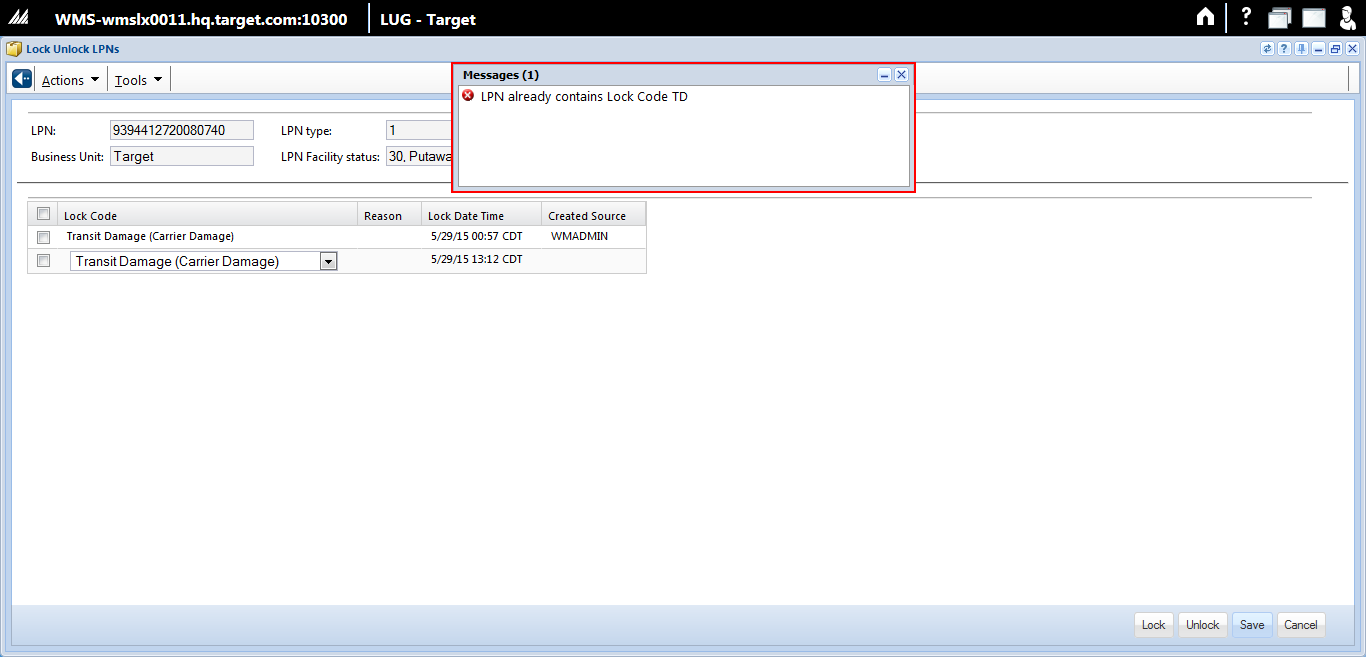 WMS-wmslx0011.hq.target.com:10300 LUG - Target ?
Lock Unlock LPNs
Actions Tools
Messages (1)
LPN already contains Lock Code TD
LPN: 9394412720080740 LPN type: 1
Business Unit: Target LPN Facility status: 30, Putawa
Lock Code Reason Lock Date Time Created Source
Transit Damage (Carrier Damage) 5/29/15 00:57 CDT WMADMIN
Transit Damage (Carrier Damage) 5/29/15 13:12 CDT
Lock Unlock Save Cancel